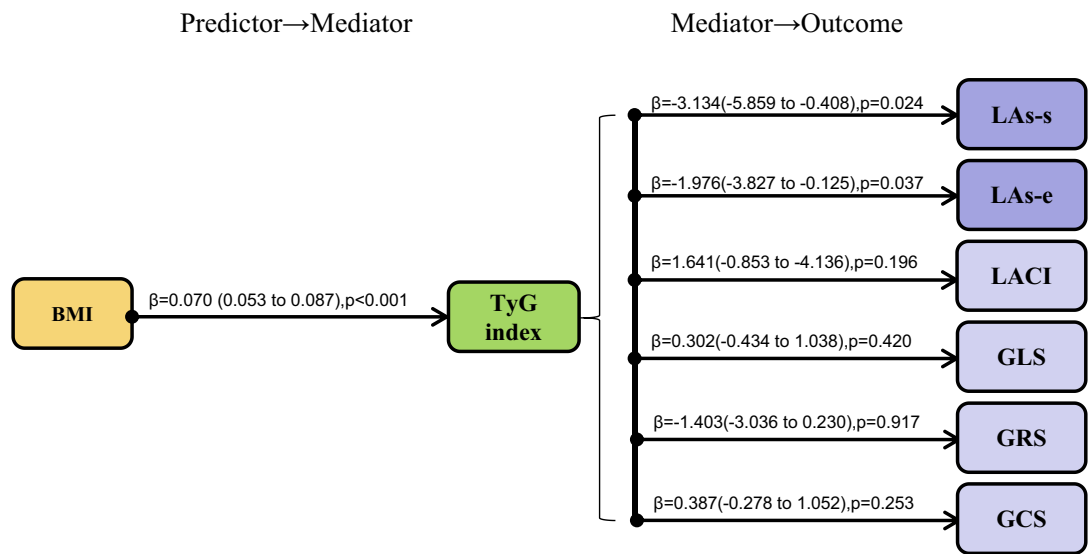 Predictor→Mediator
Mediator→Outcome
β=-3.134(-5.859 to -0.408),p=0.024
LAs-s
β=-1.976(-3.827 to -0.125),p=0.037
LAs-e
β=1.641(-0.853 to -4.136),p=0.196
LACI
BMI
β=0.070 (0.053 to 0.087),p<0.001
TyG
index
β=0.302(-0.434 to 1.038),p=0.420
GLS
β=-1.403(-3.036 to 0.230),p=0.917
GRS
β=0.387(-0.278 to 1.052),p=0.253
GCS